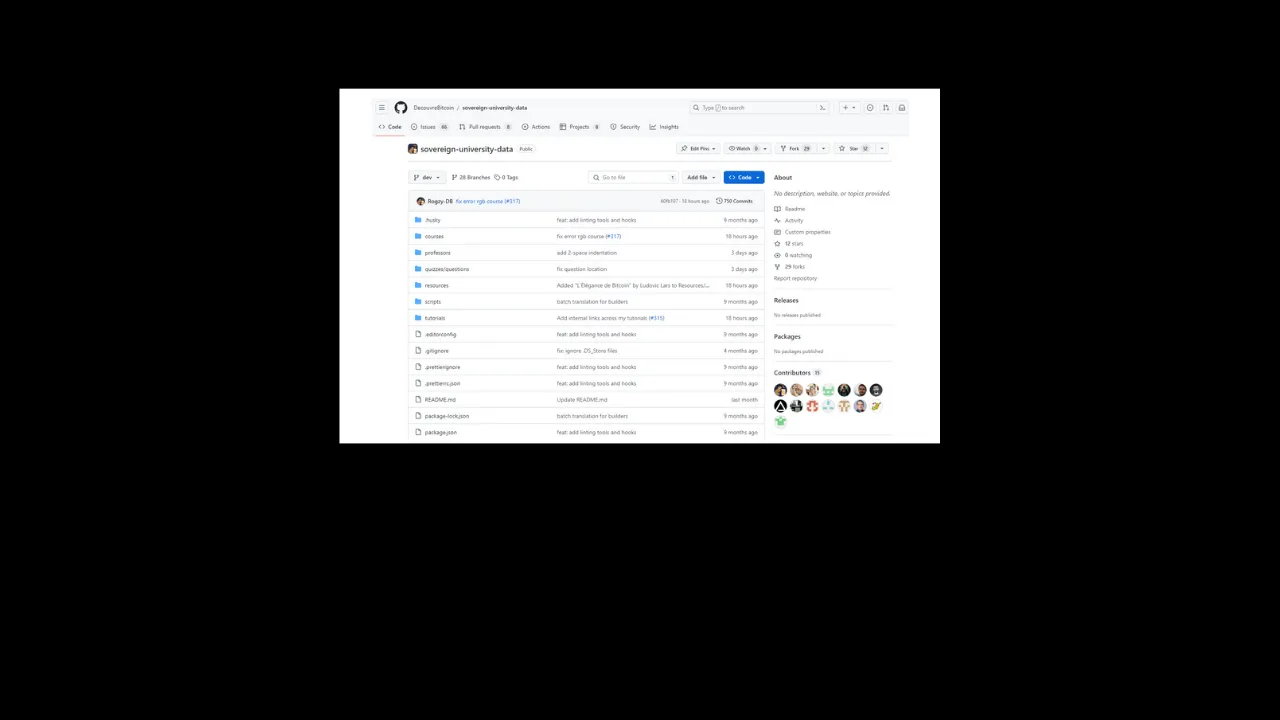 DecouvreBitcoin / sovereign-university-data
Type / to search
Code Issues 66 Pull requests 8 Actions Projects 8 Security Insights
sovereign-university-data Public
Edit Pins Watch 0 Fork 29 Star 12
dev 28 Branches 0 Tags
Go to file t Add file Code
Rogzy-DB fix error rgb course (#317) 18 hours ago 750 Commits
.husky feat: add linting tools and hooks 9 months ago
courses fix error rgb course (#317) 18 hours ago
professors add 2-space indentation 3 days ago
quizzes/questions fix question location 3 days ago
resources Added "L'Élégance de Bitcoin" by Ludovic Lars to Resources/... 18 hours ago
scripts batch translation for builders 9 months ago
tutorials Add internal links across my tutorials (#315) 18 hours ago
.editorconfig feat: add linting tools and hooks 9 months ago
.gitignore fix ignore .DS_Store files 4 months ago
.prettierignore feat: add linting tools and hooks 9 months ago
.prettierrc.json feat: add linting tools and hooks 9 months ago
README.md Update README.md last month
package-lock.json batch translation for builders 9 months ago
package.json feat: add linting tools and hooks 9 months ago
About
No description, website, or topics provided.
Readme
Activity
Custom properties
12 stars
0 watching
29 forks
Report repository
Releases
No releases published
Packages
No packages published
Contributors 15